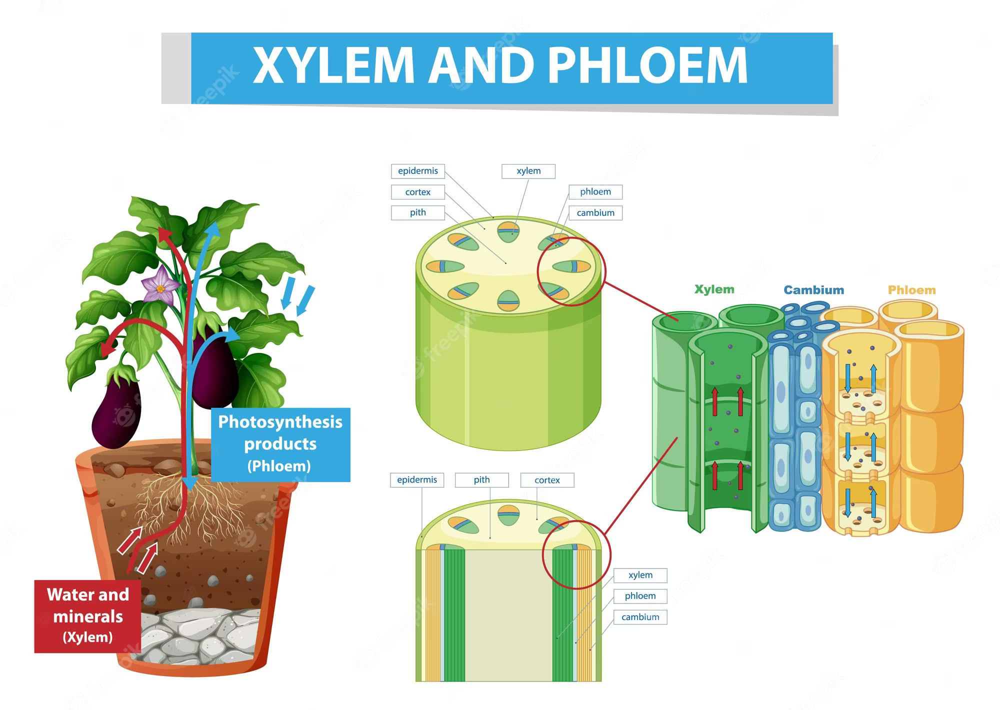 XYLEM AND PHLOEM
epidermis
xylem
cortex
phloem
pith
cambium
Xylem
Cambium
Phloem
Photosynthesis
products
(Phloem)
epidermis
pith
cortex
Water and
minerals
(Xylem)
xylem
phloem
cambium
freepik